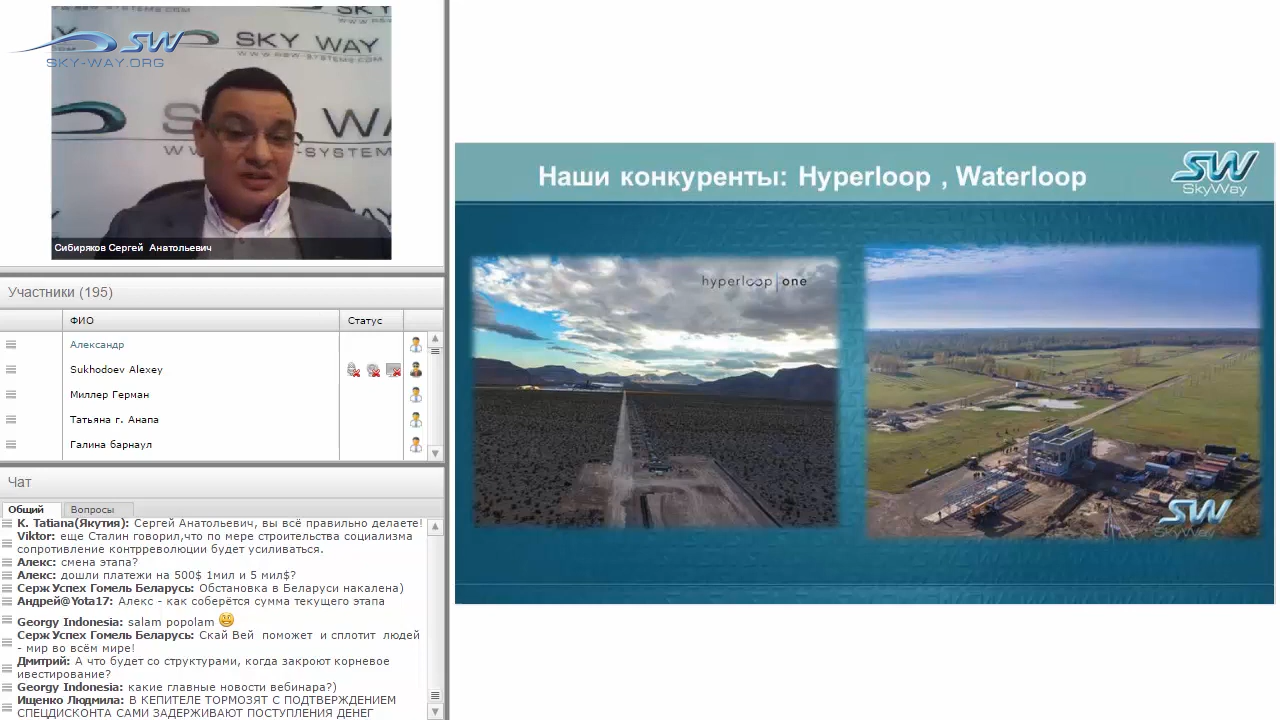 SKY WAY
WWW.RSW-SYSTEMS.COM
SW
SKY-WAY.ORG
Сибиряков Сергей Анатольевич
Участники (195)
ФИО Статус
Александр
Sukhodoev Alexey
Миллер Герман
Татьяна г. Анапа
Галина барнаул
Чат
Общий Вопросы
K. Tatiana(Якутия): Сергей Анатольевич, вы всё правильно делаете!
Viktor: еще Сталин говорил,что по мере строительства социализма
сопротивление контрреволюции будет усиливаться.
Алекс: смена этапа?
Алекс: дошли платежи на 500$ 1мил и 5 мил$?
Серж Успех Гомель Беларусь: Обстановка в Беларуси накалена)
Андрей@Yota17: Алекс - как соберётся сумма текущего этапа
Georgy Indonesia: salam popolam
Серж Успех Гомель Беларусь: Скай Вей поможет и сплотит людей
- мир во всём мире!
Дмитрий: А что будет со структурами, когда закроют корневое
ивестирование?
Georgy Indonesia: какие главные новости вебинара?)
Ищенко Людмила: В КЕПИТЕЛЕ ТОРМОЗЯТ С ПОДТВЕРЖДЕНИЕМ
СПЕЦДИСКОНТА САМИ ЗАДЕРЖИВАЮТ ПОСТУПЛЕНИЯ ДЕНЕГ
Наши конкуренты: Hyperloop , Waterloop
SW
SkyWay
hyperloop one
SW
SkyWay